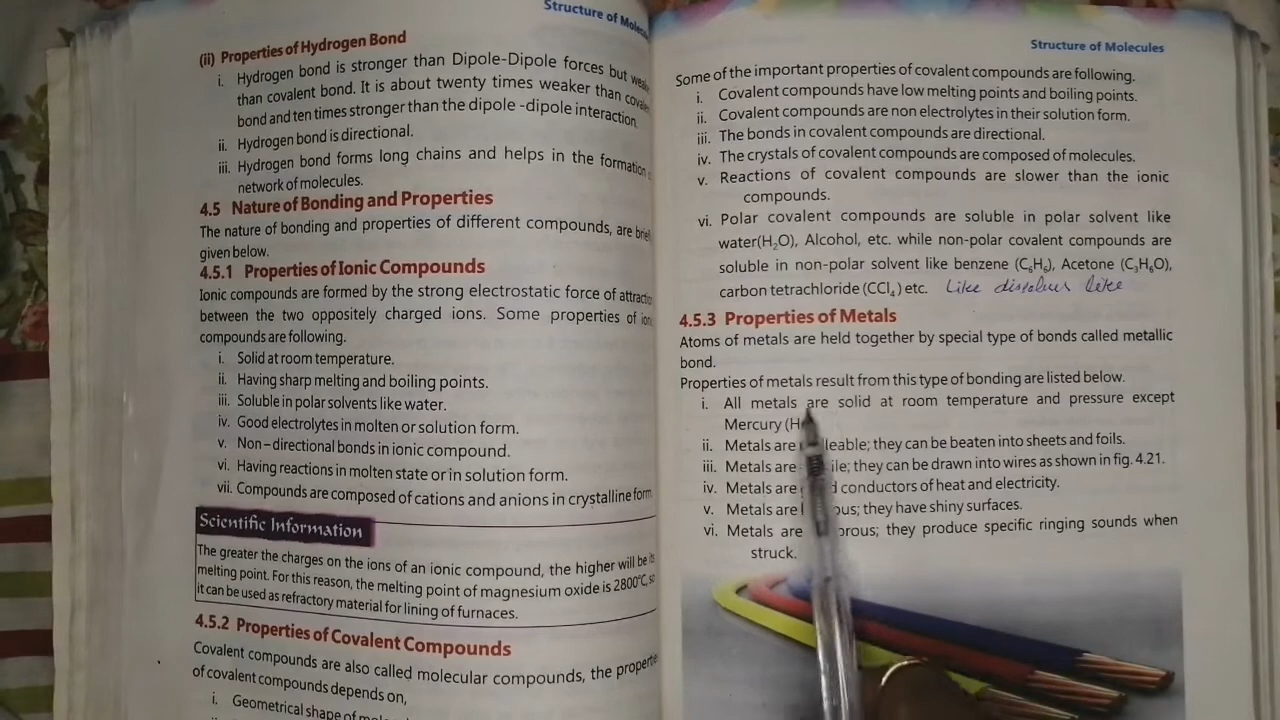 Structure of
(ii) Properties of Hydrogen Bond
i. Hydrogen bond is stronger than Dipole-Dipole forces but
than covalent bond. It is about twenty times weaker than
bond and ten times stronger than the dipole -dipole interaction.
ii. Hydrogen bond is directional.
iii. Hydrogen bond forms long chains and helps in the formation
network of molecules.
4.5 Nature of Bonding and Properties
The nature of bonding and properties of different compounds, are
given below.
4.5.1 Properties of Ionic Compounds
Ionic compounds are formed by the strong electrostatic force of
between the two oppositely charged ions. Some properties of
compounds are following.
i. Solid at room temperature.
ii. Having sharp melting and boiling points.
iii. Soluble in polar solvents like water.
iv. Good electrolytes in molten or solution form.
v. Non-directional bonds in ionic compound.
vi. Having reactions in molten state or in solution form.
vii. Compounds are composed of cations and anions in crystalline form
Scientific Information
The greater the charges on the ions of an ionic compound, the higher will be its
melting point. For this reason, the melting point of magnesium oxide is 2800°C, so
it can be used as refractory material for lining of furnaces.
4.5.2 Properties of Covalent Compounds
Covalent compounds are also called molecular compounds, the
of covalent compounds depends on,
i. Geometrical shape of
Structure of Molecules
Some of the important properties of covalent compounds are following.
i. Covalent compounds have low melting points and boiling points.
ii. Covalent compounds are non electrolytes in their solution form.
iii. The bonds in covalent compounds are directional.
iv. The crystals of covalent compounds are composed of molecules.
v. Reactions of covalent compounds are slower than the ionic
compounds.
vi. Polar covalent compounds are soluble in polar solvent like
water(H₂O), Alcohol, etc. while non-polar covalent compounds are
soluble in non-polar solvent like benzene (C₆H₆), Acetone (C₃H₆O),
carbon tetrachloride (CCl₄) etc. Like dissolves like
4.5.3 Properties of Metals
Atoms of metals are held together by special type of bonds called metallic
bond.
Properties of metals result from this type of bonding are listed below.
i. All metals are solid at room temperature and pressure except
Mercury
ii. Metals are they can be beaten into sheets and foils.
iii. Metals are they can be drawn into wires as shown in fig. 4.21.
iv. Metals are conductors of heat and electricity.
v. Metals are they have shiny surfaces.
vi. Metals are they produce specific ringing sounds when
struck.